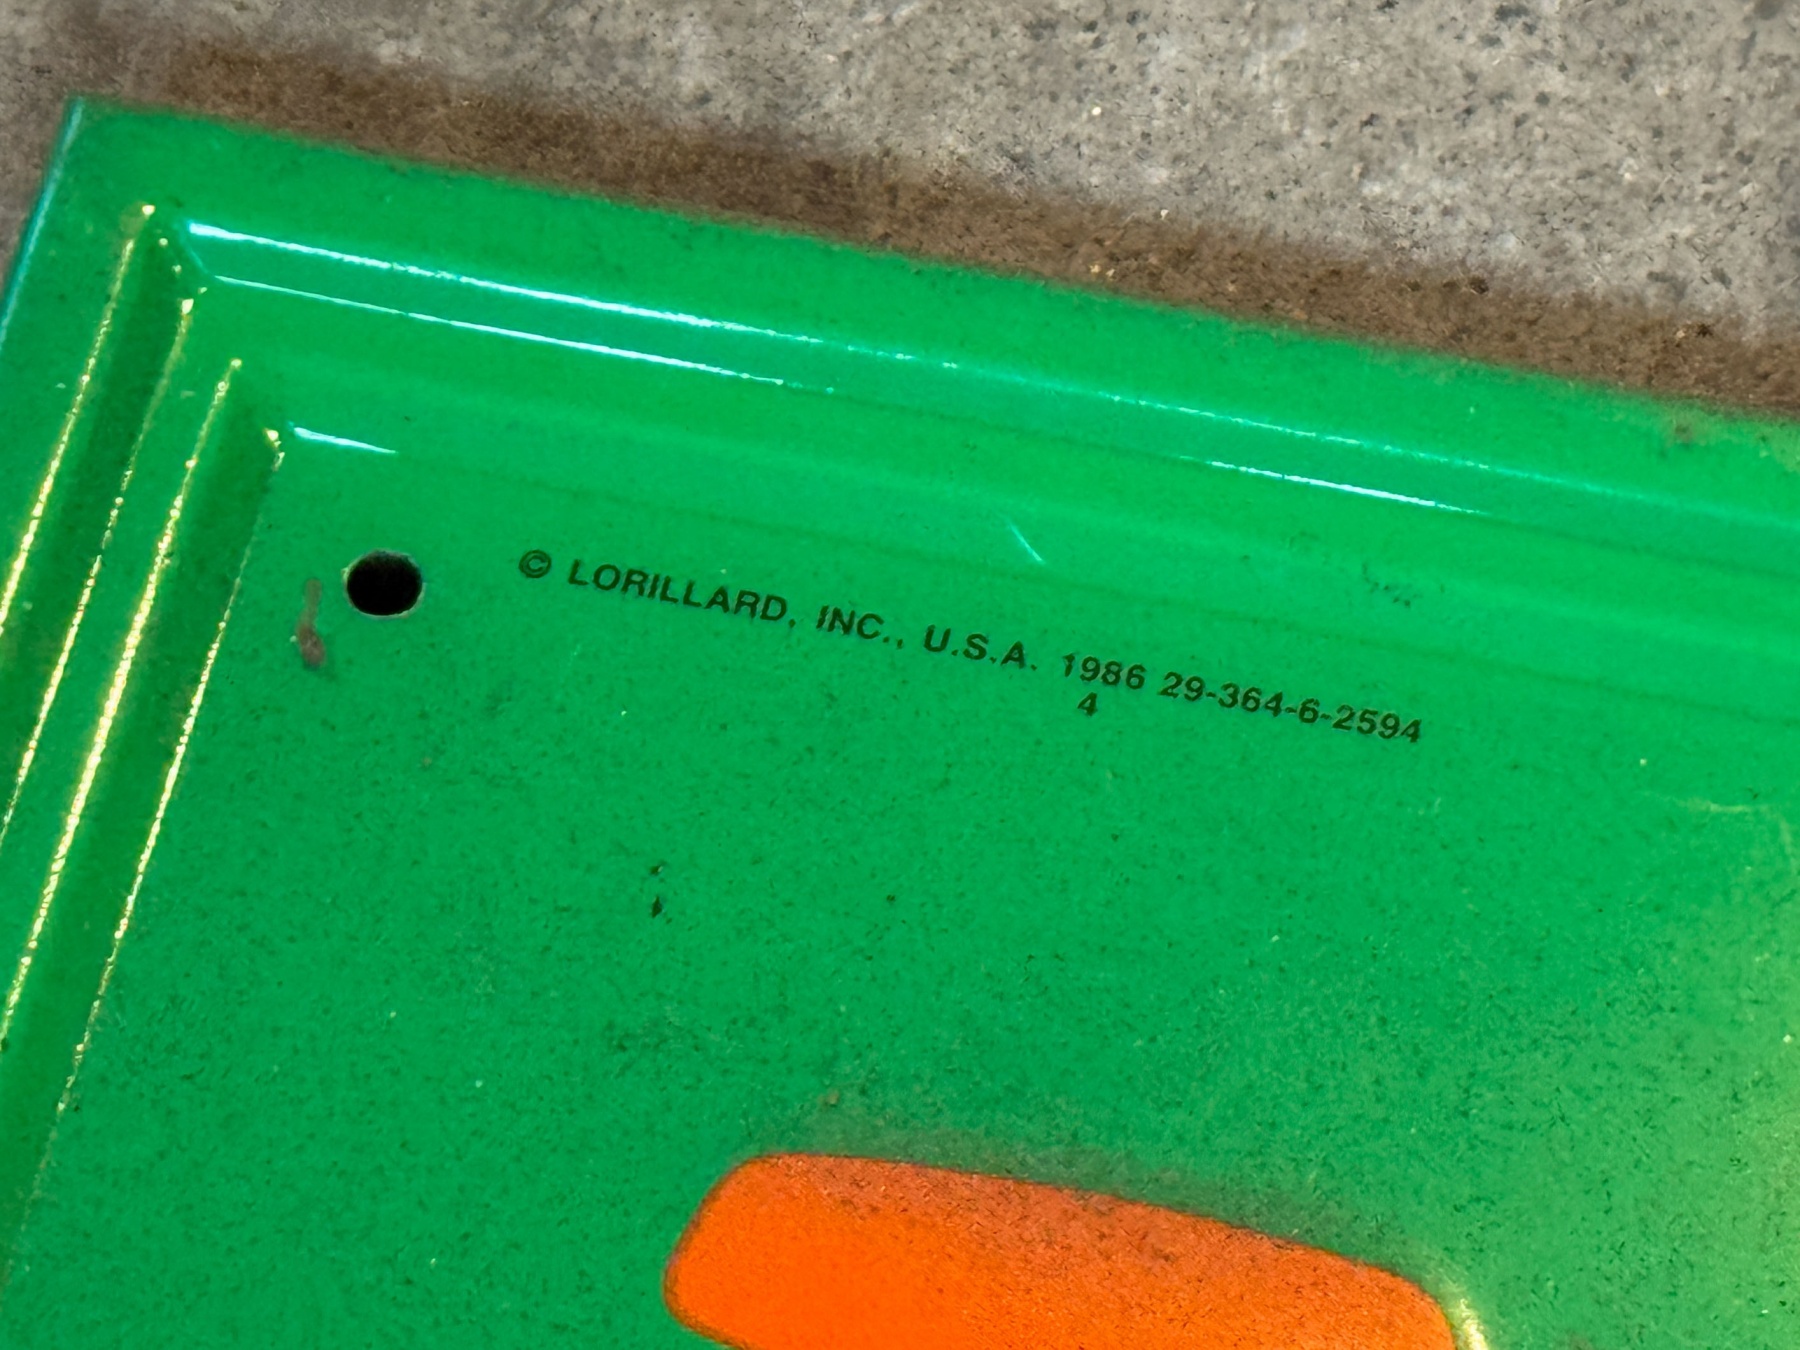 © LORILLARD, INC., U.S.A. 1986 29-364-6-2594
4